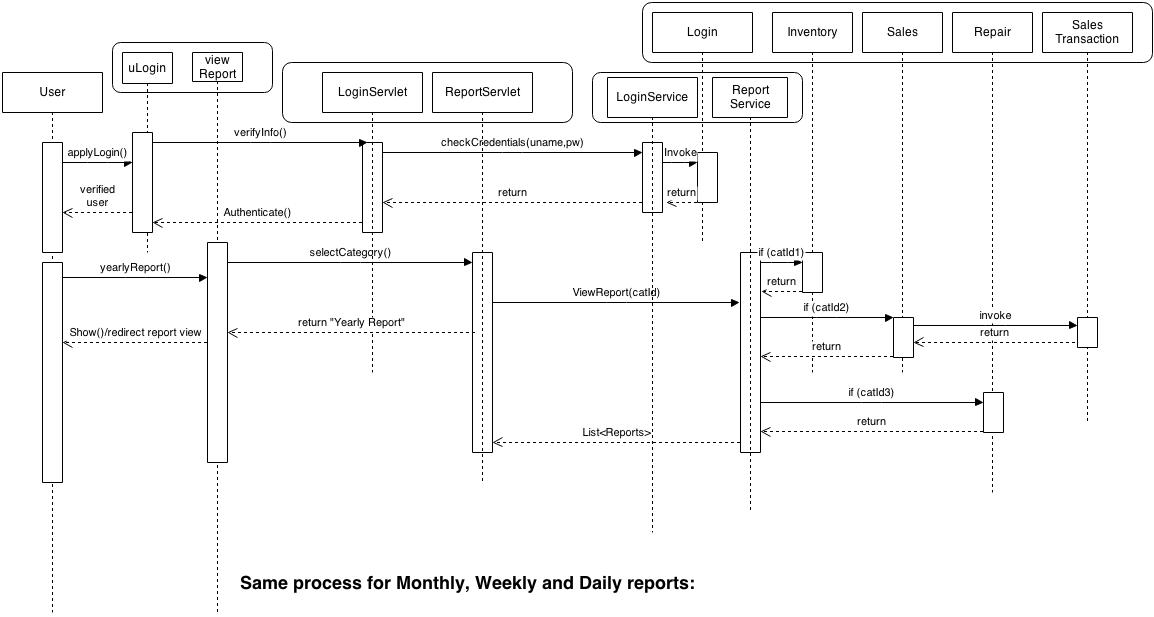 Login
Inventory
Sales
Repair
Sales
Transaction
uLogin
view
Report
User
LoginServlet
ReportServlet
LoginService
Report
Service
verifyInfo()
applyLogin()
checkCredentials(uname,pw)
Invoke
verified
user
return
return
Authenticate()
selectCategory()
if (catId1)
yearlyReport()
return
ViewReport(catId)
if (catId2)
invoke
return "Yearly Report"
Show()/redirect report view
return
return
if (catId3)
return
List<Reports>
Same process for Monthly, Weekly and Daily reports: